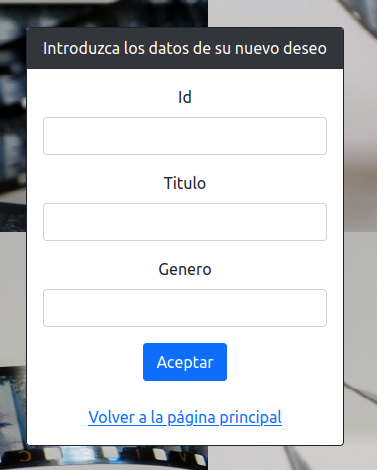 Introduzca los datos de su nuevo deseo
Id
Titulo
Genero
Aceptar
Volver a la página principal